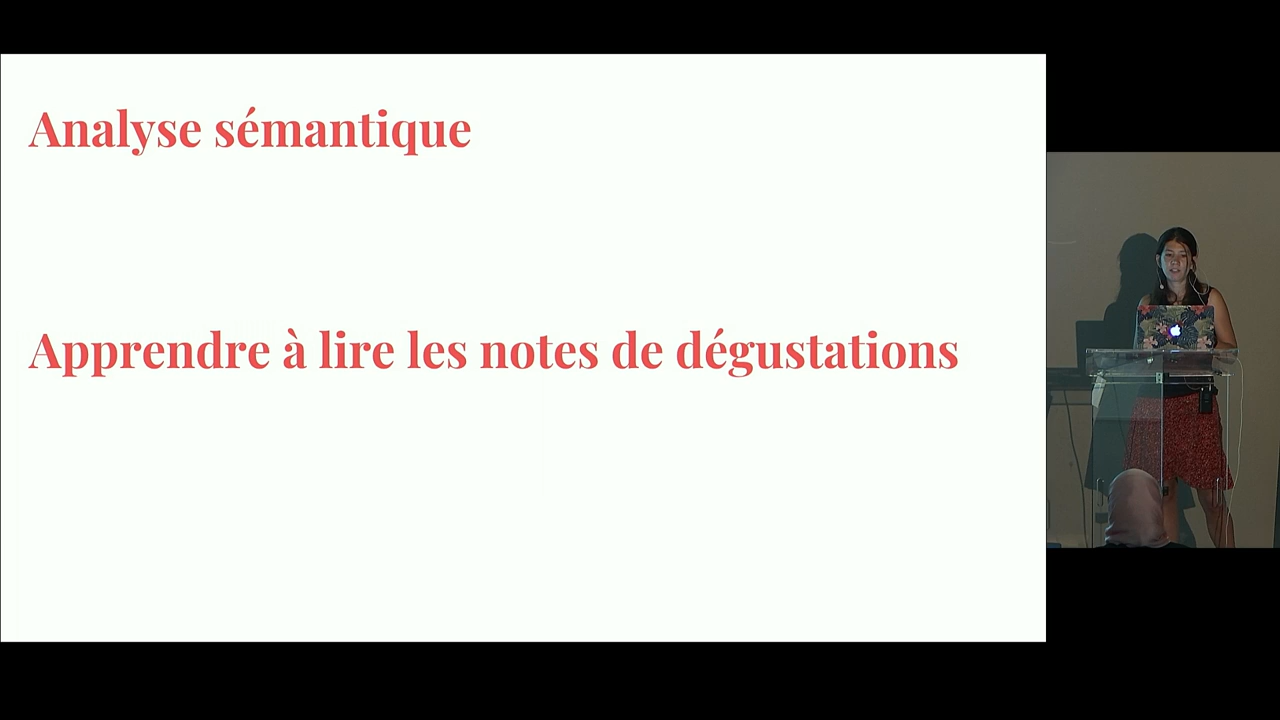 Analyse sémantique
Apprendre à lire les notes de dégustations